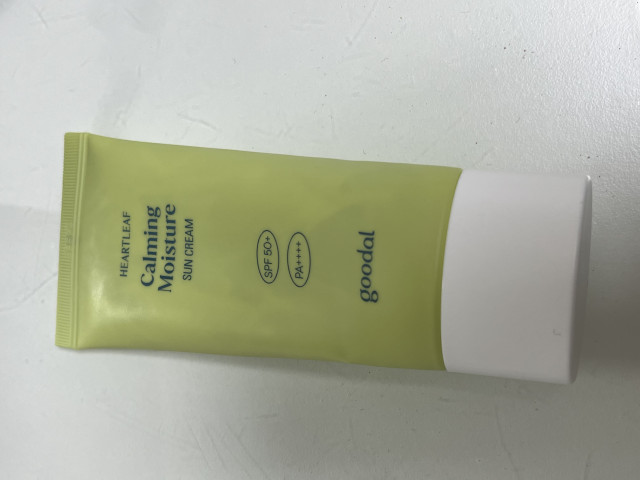 HEARTLEAF
Calming
Moisture
SUN CREAM
SPF 50+
PA++++
goodal